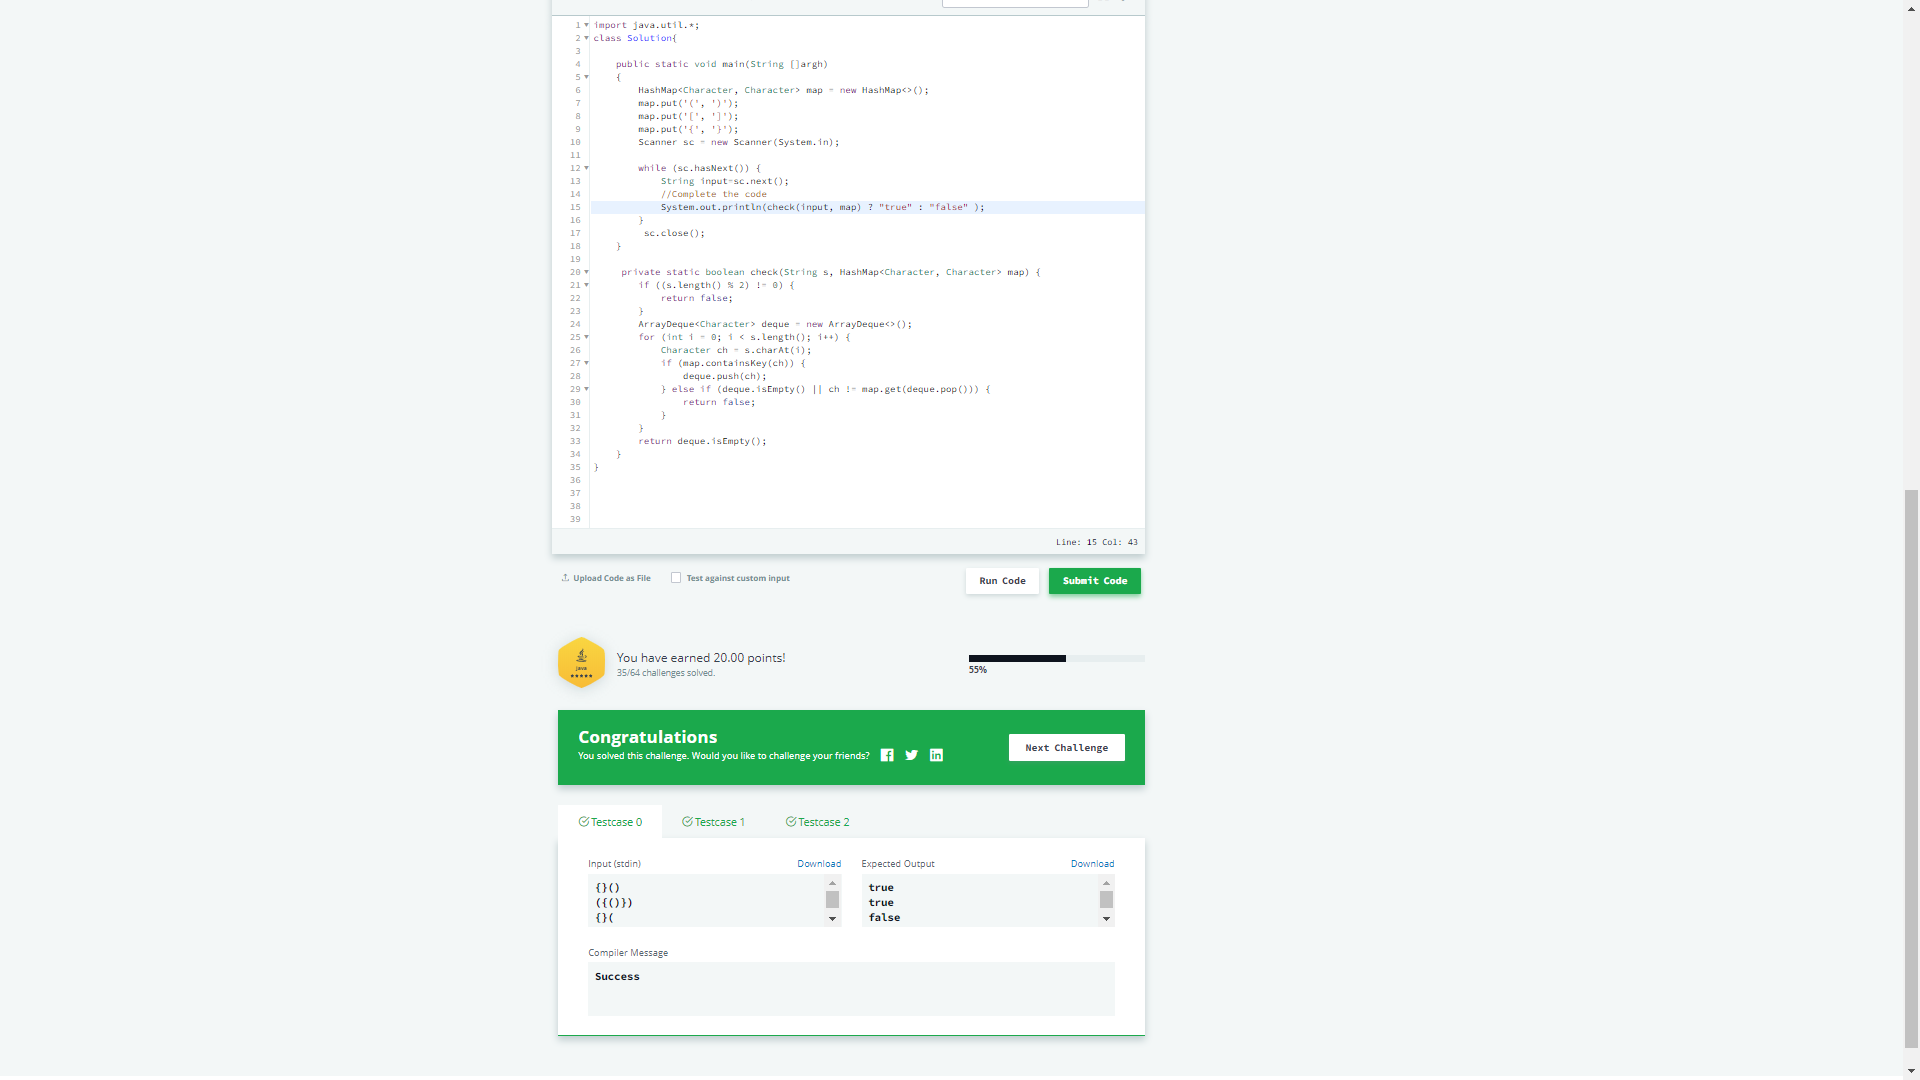 1 import java.util.*;
2 class Solution{
3
4 public static void main(String []argh)
5 {
6 HashMap<Character, Character> map = new HashMap<>();
7 map.put('(', ')');
8 map.put('[', ']');
9 map.put('{', '}');
10 Scanner sc = new Scanner(System.in);
11
12 while (sc.hasNext()) {
13 String input=sc.next();
14 //Complete the code
15 System.out.println(check(input, map) ? "true" : "false" );
16 }
17 sc.close();
18 }
19
20 private static boolean check(String s, HashMap<Character, Character> map) {
21 if ((s.length() % 2) != 0) {
22 return false;
23 }
24 ArrayDeque<Character> deque = new ArrayDeque<>();
25 for (int i = 0; i < s.length(); i++) {
26 Character ch = s.charAt(i);
27 if (map.containsKey(ch)) {
28 deque.push(ch);
29 } else if (deque.isEmpty() || ch != map.get(deque.pop())) {
30 return false;
31 }
32 }
33 return deque.isEmpty();
34 }
35 }
36
37
38
39
Line: 15 Col: 43
Upload Code as File Test against custom input Run Code Submit Code
java
You have earned 20.00 points!
35/64 challenges solved.
55%
Congratulations
You solved this challenge. Would you like to challenge your friends?
Next Challenge
Testcase 0 Testcase 1 Testcase 2
Input (stdin) Download Expected Output Download
{}() true
({()}) true
{}( false
Compiler Message
Success